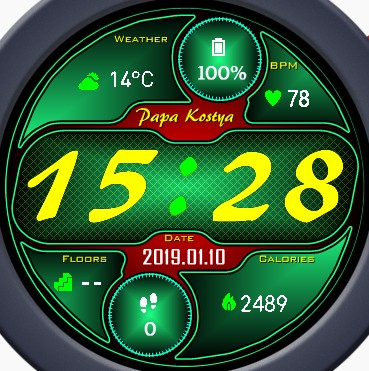 WEATHER
100%
BPM
14°C
78
Papa Kostya
15:28
DATE
2019.01.10
FLOORS
CALORIES
--
2489
0